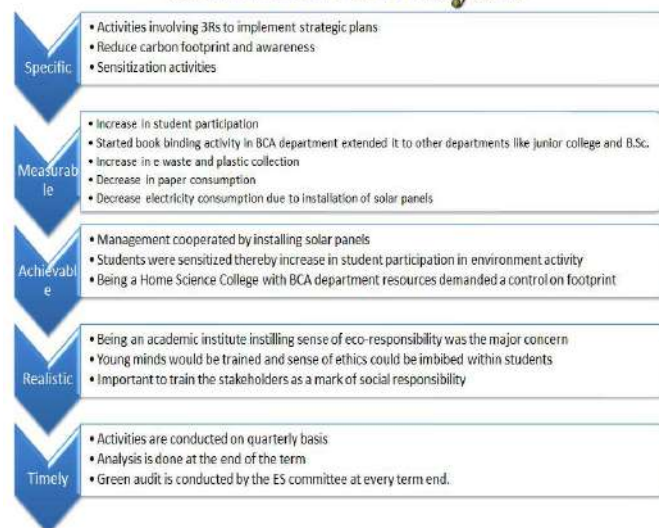 Specific
• Activities involving 3Rs to implement strategic plans
• Reduce carbon footprint and awareness
• Sensitization activities
Measurab
le
• Increase in student participation
• Started book binding activity in BCA department extended it to other departments like junior college and B.Sc.
• Increase in e waste and plastic collection
• Decrease in paper consumption
• Decrease electricity consumption due to installation of solar panels
Achievabl
e
• Management cooperated by installing solar panels
• Students were sensitized thereby increase in student participation in environment activity
• Being a Home Science College with BCA department resources demanded a control on footprint
Realistic
• Being an academic institute instilling sense of eco-responsibility was the major concern
• Young minds would be trained and sense of ethics could be imbibed within students
• Important to train the stakeholders as a mark of social responsibility
Timely
• Activities are conducted on quarterly basis
• Analysis is done at the end of the term
• Green audit is conducted by the ES committee at every term end.